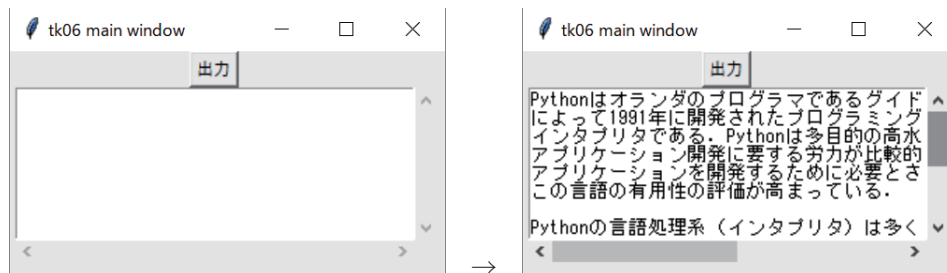 tk06 main window
出力
→
tk06 main window
出力
Pythonはオランダのプログラマであるグイド
によって1991年に開発されたプログラミング
インタプリタである．Pythonは多目的の高水
アプリケーション開発に要する労力が比較的
アプリケーションを開発するために必要とさ
この言語の有用性の評価が高まっている．
Pythonの言語処理系（インタプリタ）は多く